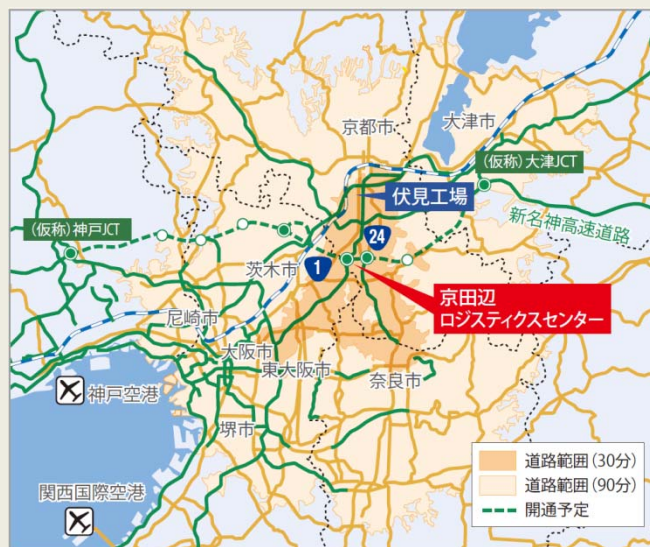 京都市
大津市
(仮称)大津JCT
伏見工場
(仮称)神戸JCT
新名神高速道路
24
茨木市
1
京田辺
ロジスティクスセンター
尼崎市
大阪市
東大阪市
奈良市
神戸空港
堺市
関西国際空港
道路範囲(30分)
道路範囲(90分)
開通予定